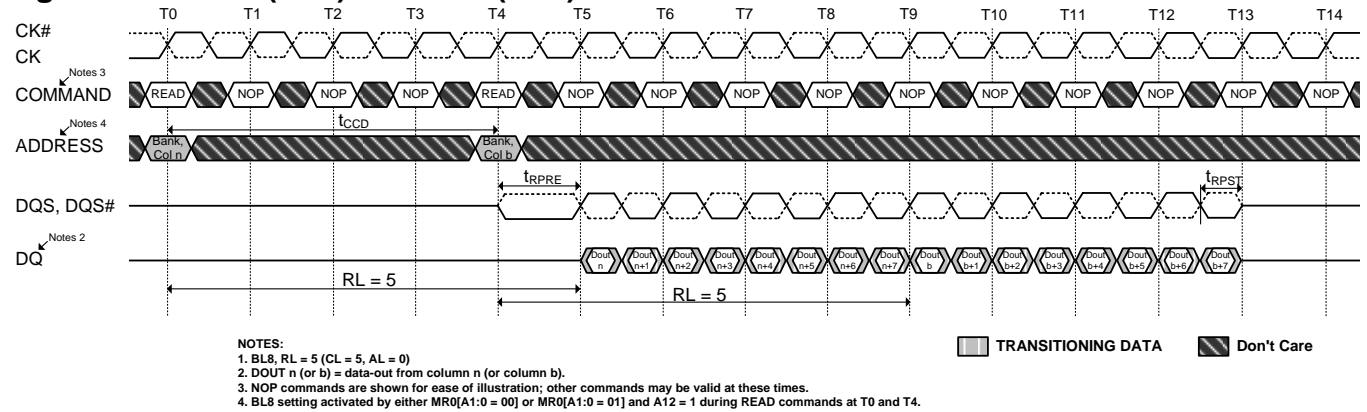 T0 T1 T2 T3 T4 T5 T6 T7 T8 T9 T10 T11 T12 T13 T14
CK#
CK
Notes 3
COMMAND READ NOP NOP NOP READ NOP NOP NOP NOP NOP NOP NOP NOP NOP NOP
tCCD
Notes 4
ADDRESS Bank, Col n Bank, Col b
tRPRE tRPST
DQS, DQS#
Notes 2
DQ Dout n Dout n+1 Dout n+2 Dout n+3 Dout n+4 Dout n+5 Dout n+6 Dout n+7 Dout b Dout b+1 Dout b+2 Dout b+3 Dout b+4 Dout b+5 Dout b+6 Dout b+7
RL = 5
RL = 5
NOTES:
1. BL8, RL = 5 (CL = 5, AL = 0)
2. DOUT n (or b) = data-out from column n (or column b).
3. NOP commands are shown for ease of illustration; other commands may be valid at these times.
4. BL8 setting activated by either MR0[A1:0 = 00] or MR0[A1:0 = 01] and A12 = 1 during READ commands at T0 and T4.
TRANSITIONING DATA Don't Care